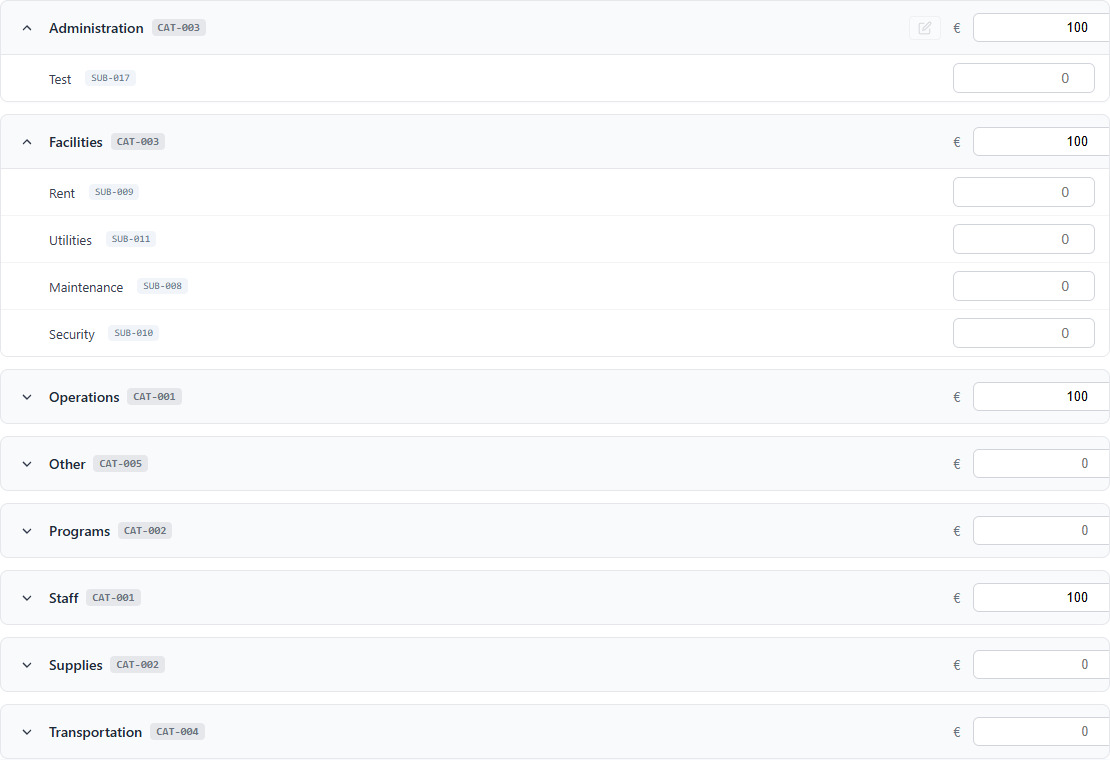 Administration CAT-003 € 100
Test SUB-017 0
Facilities CAT-003 € 100
Rent SUB-009 0
Utilities SUB-011 0
Maintenance SUB-008 0
Security SUB-010 0
Operations CAT-001 € 100
Other CAT-005 € 0
Programs CAT-002 € 0
Staff CAT-001 € 100
Supplies CAT-002 € 0
Transportation CAT-004 € 0